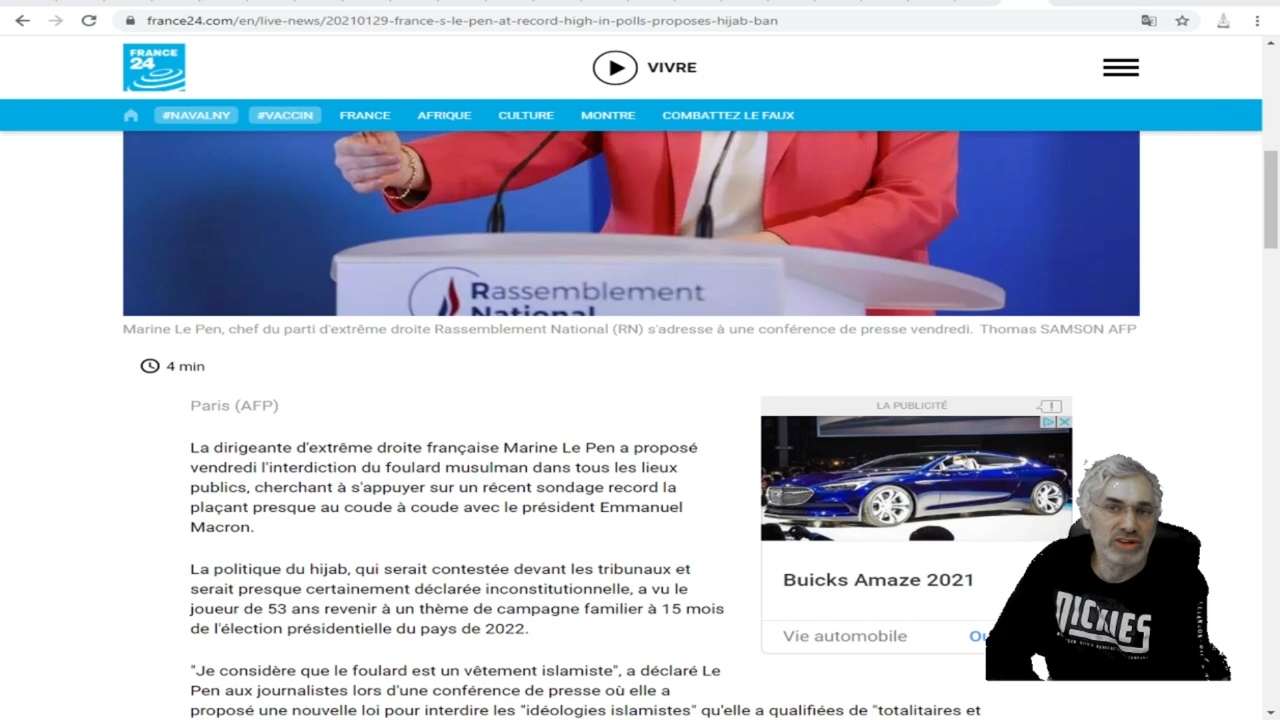 france24.com/en/live-news/20210129-france-s-le-pen-at-record-high-in-polls-proposes-hijab-ban
FRANCE
24
VIVRE
#NAVALNY #VACCIN FRANCE AFRIQUE CULTURE MONTRE COMBATTEZ LE FAUX
Rassemblement
National
Marine Le Pen, chef du parti d'extrême droite Rassemblement National (RN) s'adresse à une conférence de presse vendredi. Thomas SAMSON AFP
4 min
Paris (AFP)
La dirigeante d'extrême droite française Marine Le Pen a proposé
vendredi l'interdiction du foulard musulman dans tous les lieux
publics, cherchant à s'appuyer sur un récent sondage record la
plaçant presque au coude à coude avec le président Emmanuel
Macron.
La politique du hijab, qui serait contestée devant les tribunaux et
serait presque certainement déclarée inconstitutionnelle, a vu le
joueur de 53 ans revenir à un thème de campagne familier à 15 mois
de l'élection présidentielle du pays de 2022.
"Je considère que le foulard est un vêtement islamiste", a déclaré Le
Pen aux journalistes lors d'une conférence de presse où elle a
proposé une nouvelle loi pour interdire les "idéologies islamistes" qu'elle a qualifiées de "totalitaires et
LA PUBLICITÉ
Buicks Amaze 2021
Vie automobile
DICKIES